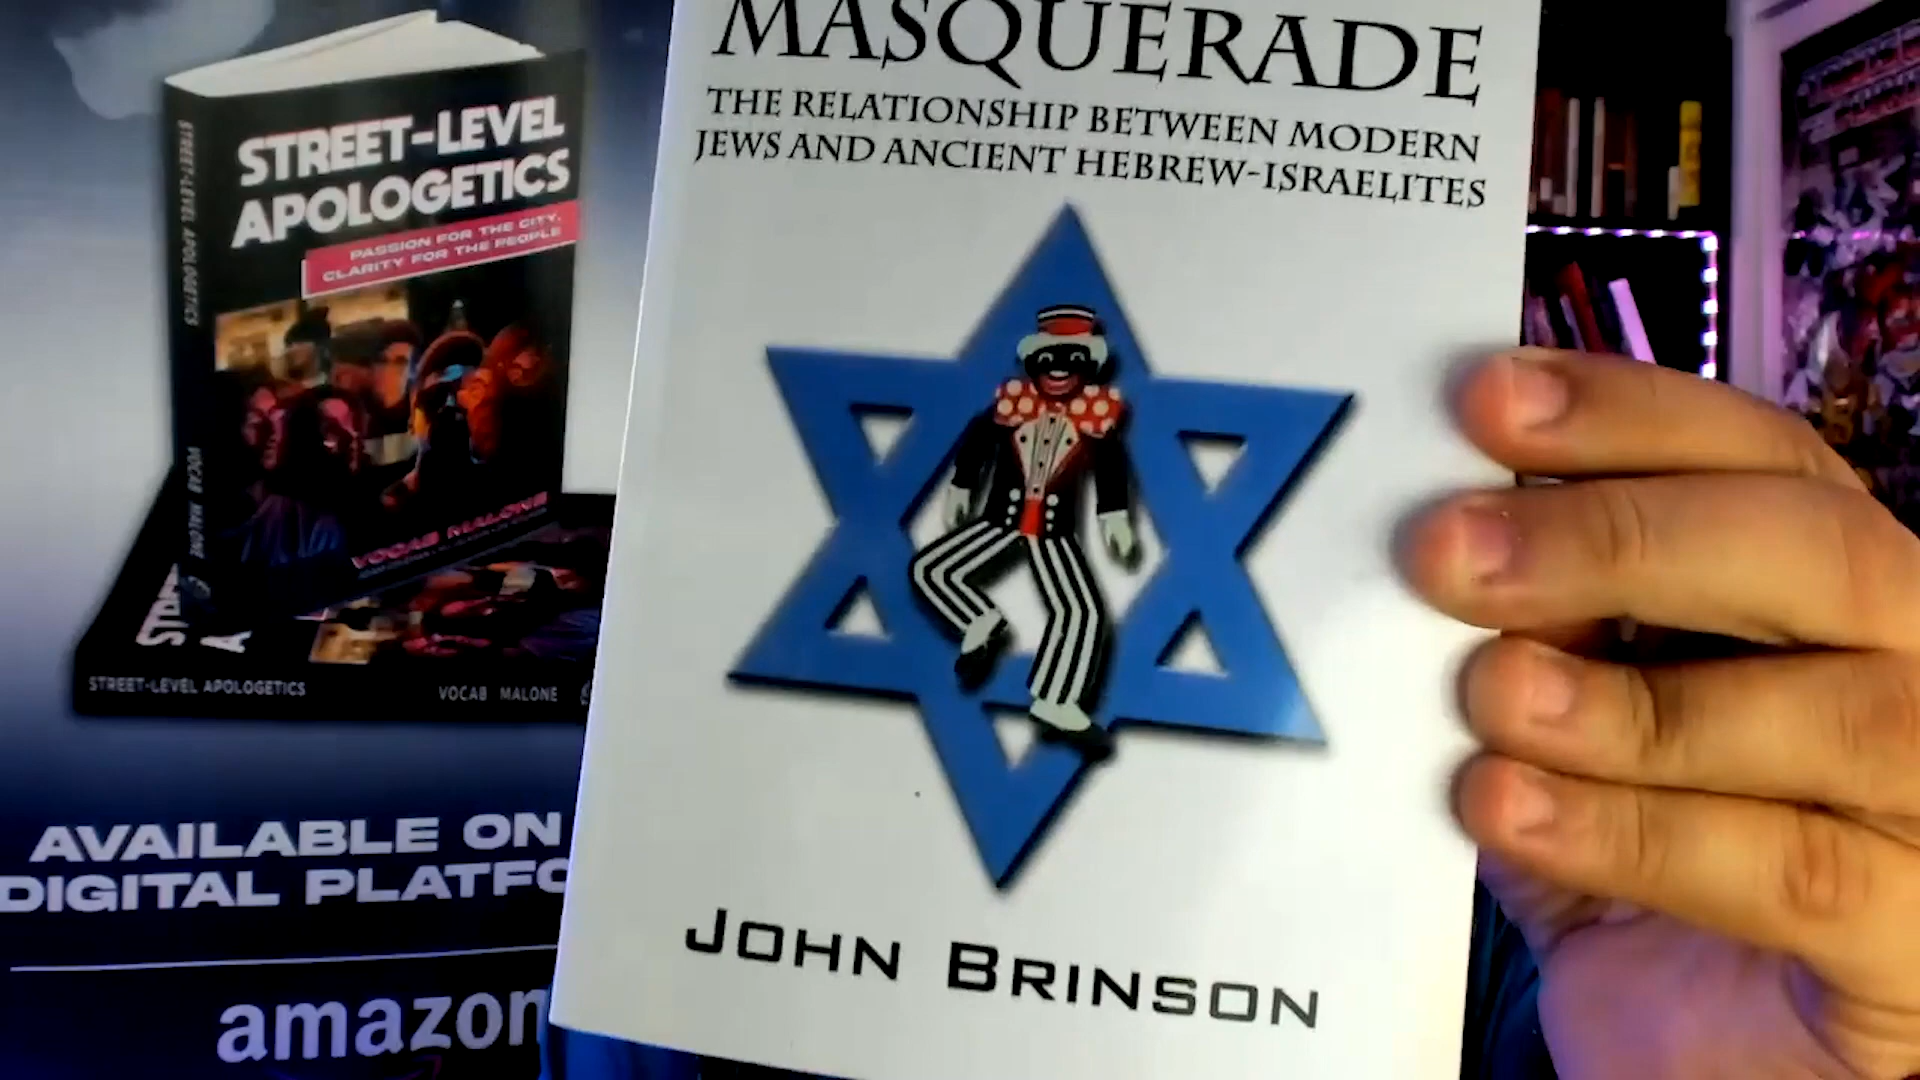 STREET-LEVEL
APOLOGETICS
PASSION FOR THE CITY,
CLARITY FOR THE PEOPLE
STREET-LEVEL APOLOGETICS
VOCAB MALONE
VOCAB MALONE
STREET-LEVEL APOLOGETICS
VOCAB MALONE
AVAILABLE ON
DIGITAL PLATFO
amazon
MASQUERADE
THE RELATIONSHIP BETWEEN MODERN
JEWS AND ANCIENT HEBREW-ISRAELITES
JOHN BRINSON